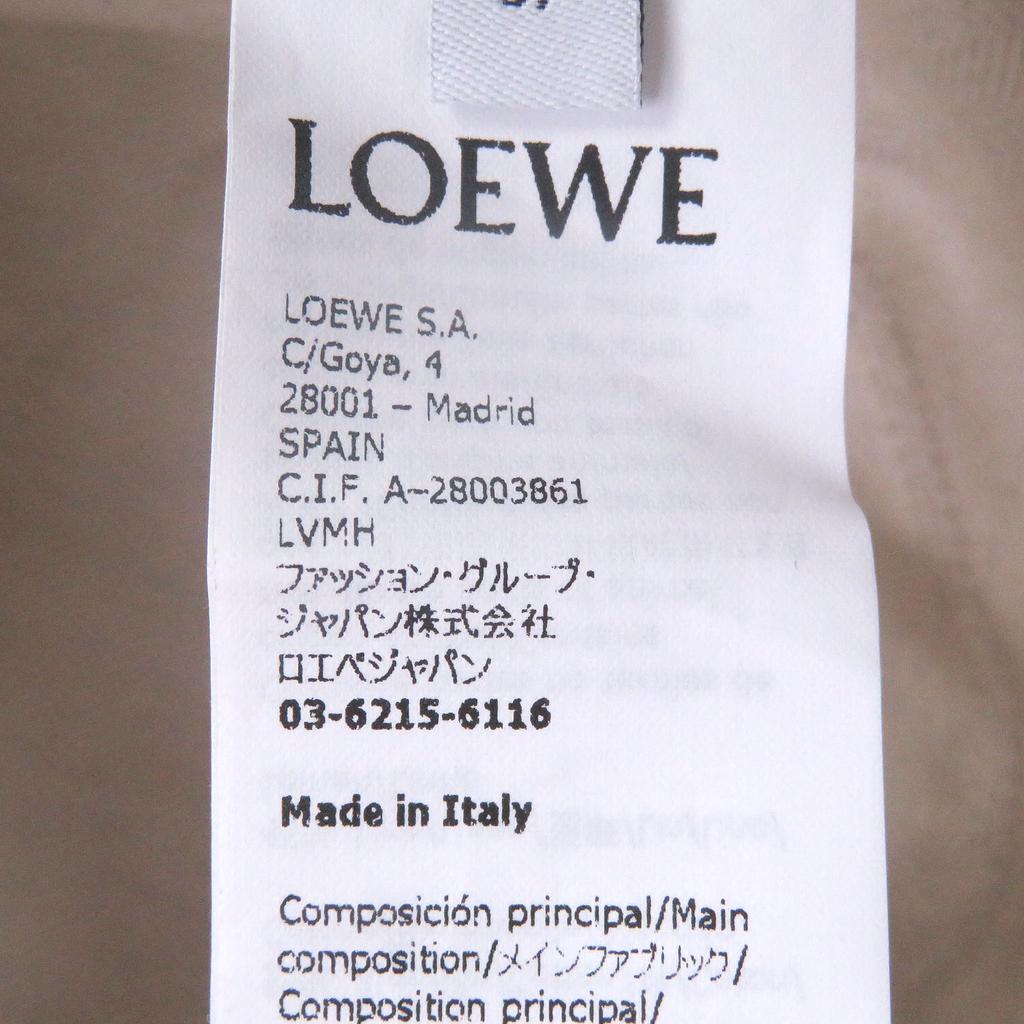 LOEWE
LOEWE S.A.
C/Goya, 4
28001 – Madrid
SPAIN
C.I.F. A-28003861
LVMH
ファッション・グループ・
ジャパン株式会社
ロエベジャパン
03-6215-6116
Made in Italy
Composición principal/Main
composition/メインファブリック/
Composition principal/